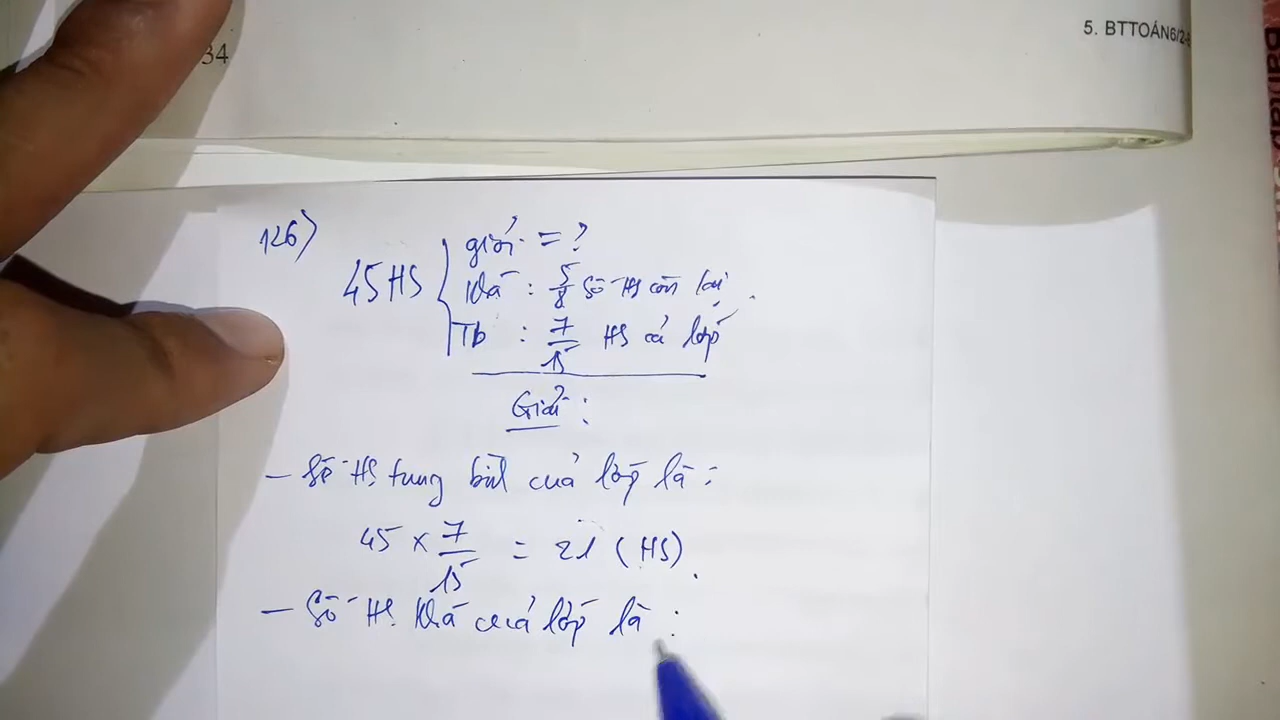 34
5. BTTOÁN6/2-
126)
45HS
giỏi = ?
Khá : 5/8 Số HS còn lại.
Tb : 7/15 HS cả lớp
Giải :
- Số HS trung bình của lớp là :
45 × 7/15 = 21 (HS).
- Số HS Khá của lớp là :